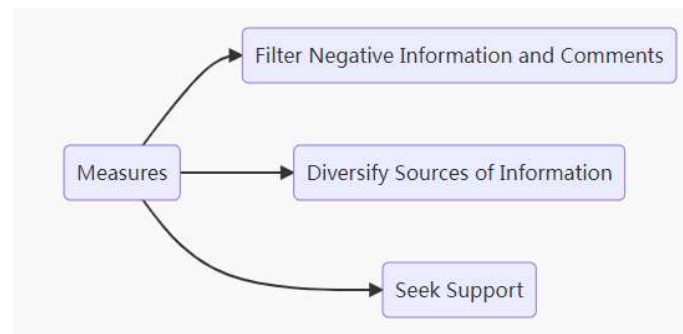 Filter Negative Information and Comments
Measures
Diversify Sources of Information
Seek Support